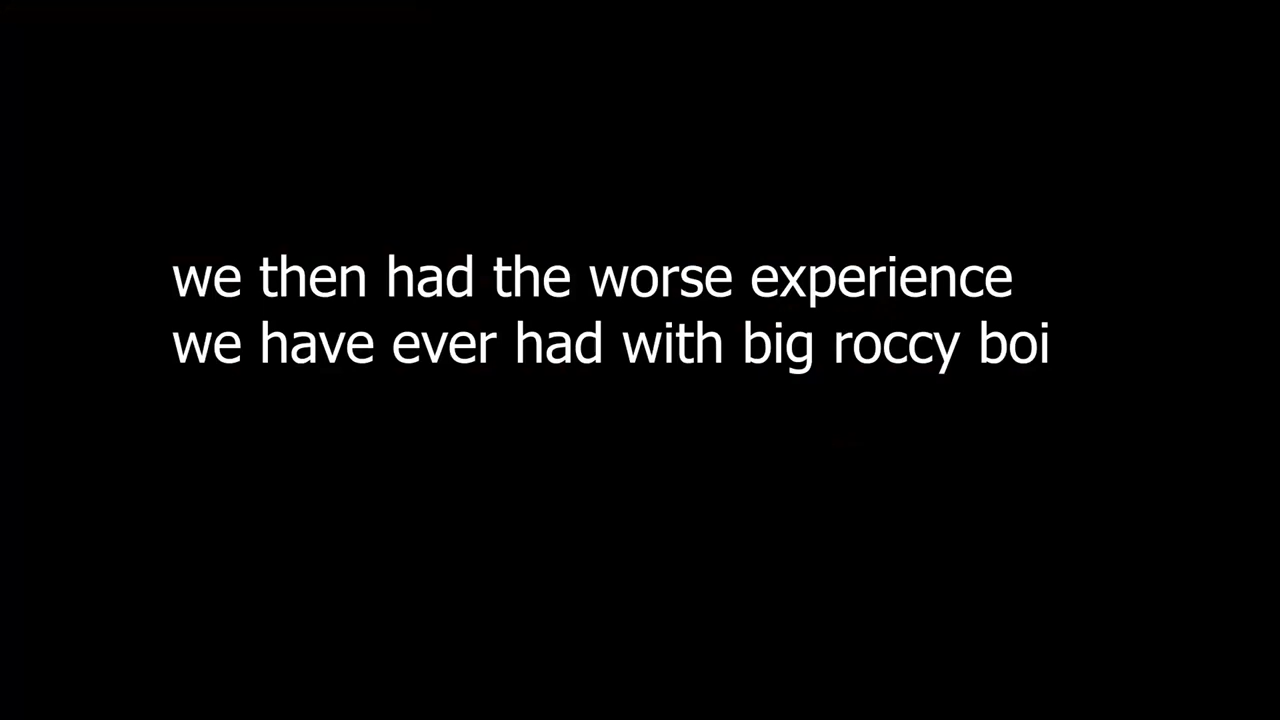 we then had the worse experience
we have ever had with big roccy boi